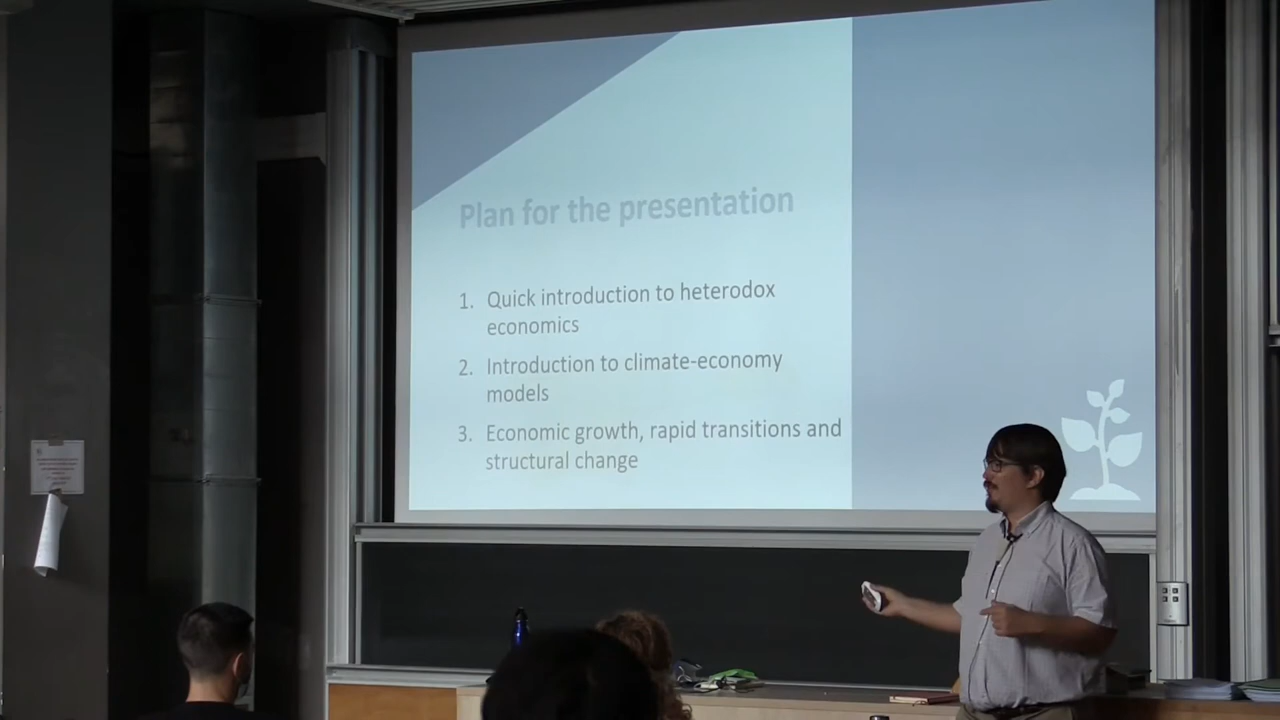 Plan for the presentation
1. Quick introduction to heterodox
economics
2. Introduction to climate-economy
models
3. Economic growth, rapid transitions and
structural change